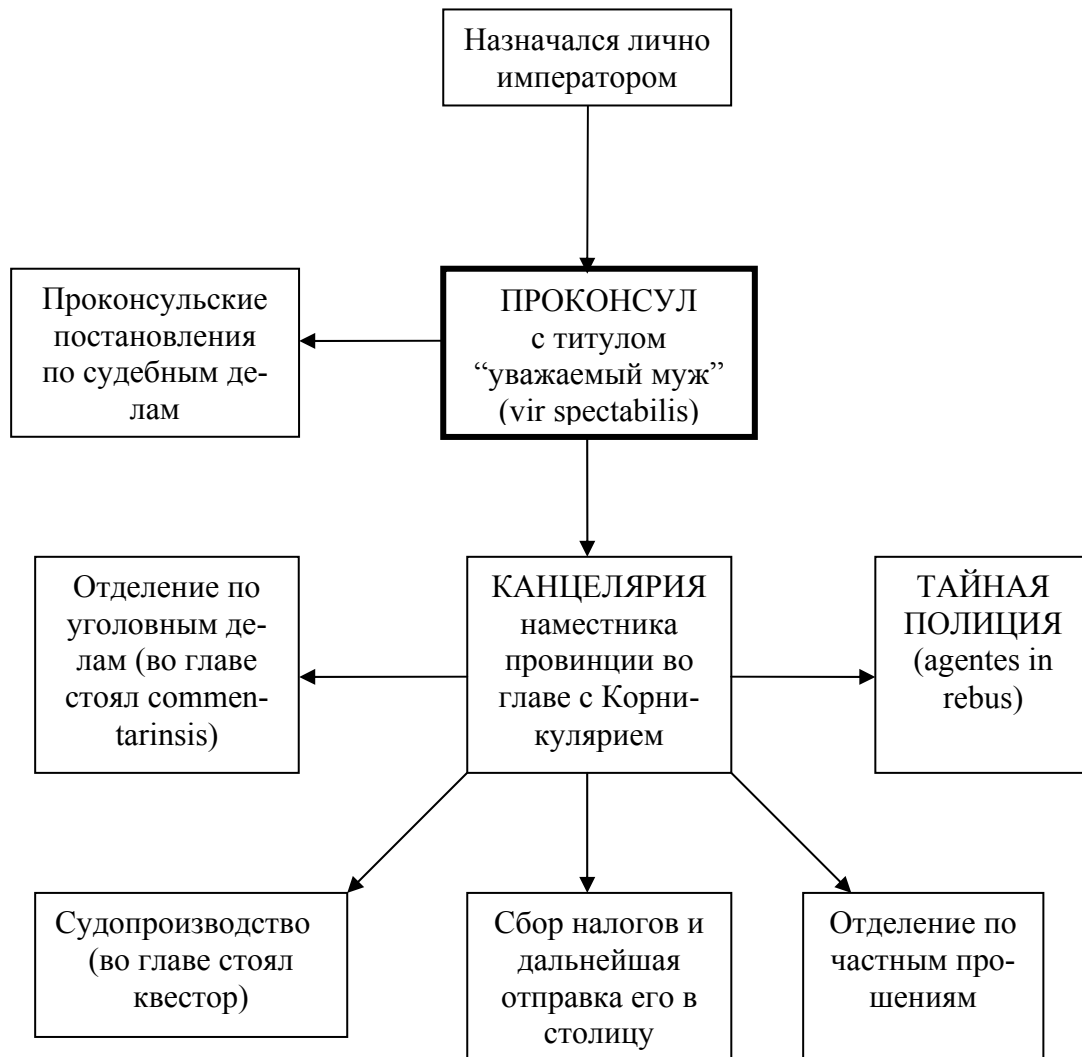 Назначался лично
императором
Проконсульские
постановления
по судебным де-
лам
ПРОКОНСУЛ
с титулом
“уважаемый муж”
(vir spectabilis)
Отделение по
уголовным де-
лам (во главе
стоял commen-
tarinsis)
КАНЦЕЛЯРИЯ
наместника
провинции во
главе с Корни-
кулярием
ТАЙНАЯ
ПОЛИЦИЯ
(agentes in
rebus)
Судопроизводство
(во главе стоял
квестор)
Сбор налогов и
дальнейшая
отправка его в
столицу
Отделение по
частным про-
шениям